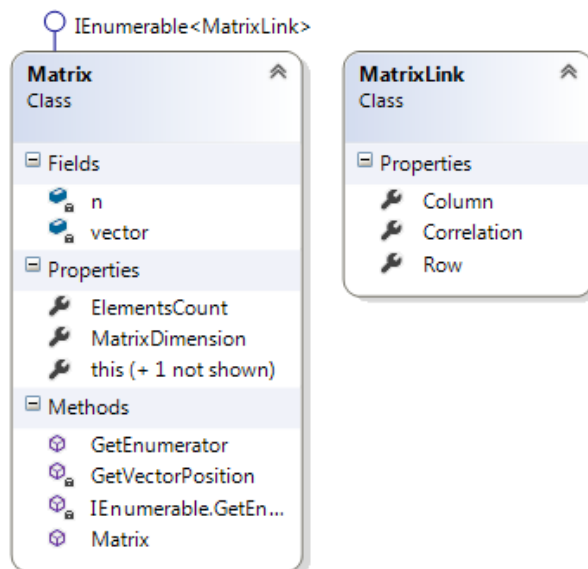 IEnumerable<MatrixLink>
Matrix
Class
Fields
n
vector
Properties
ElementsCount
MatrixDimension
this (+ 1 not shown)
Methods
GetEnumerator
GetVectorPosition
IEnumerable.GetEn...
Matrix
MatrixLink
Class
Properties
Column
Correlation
Row